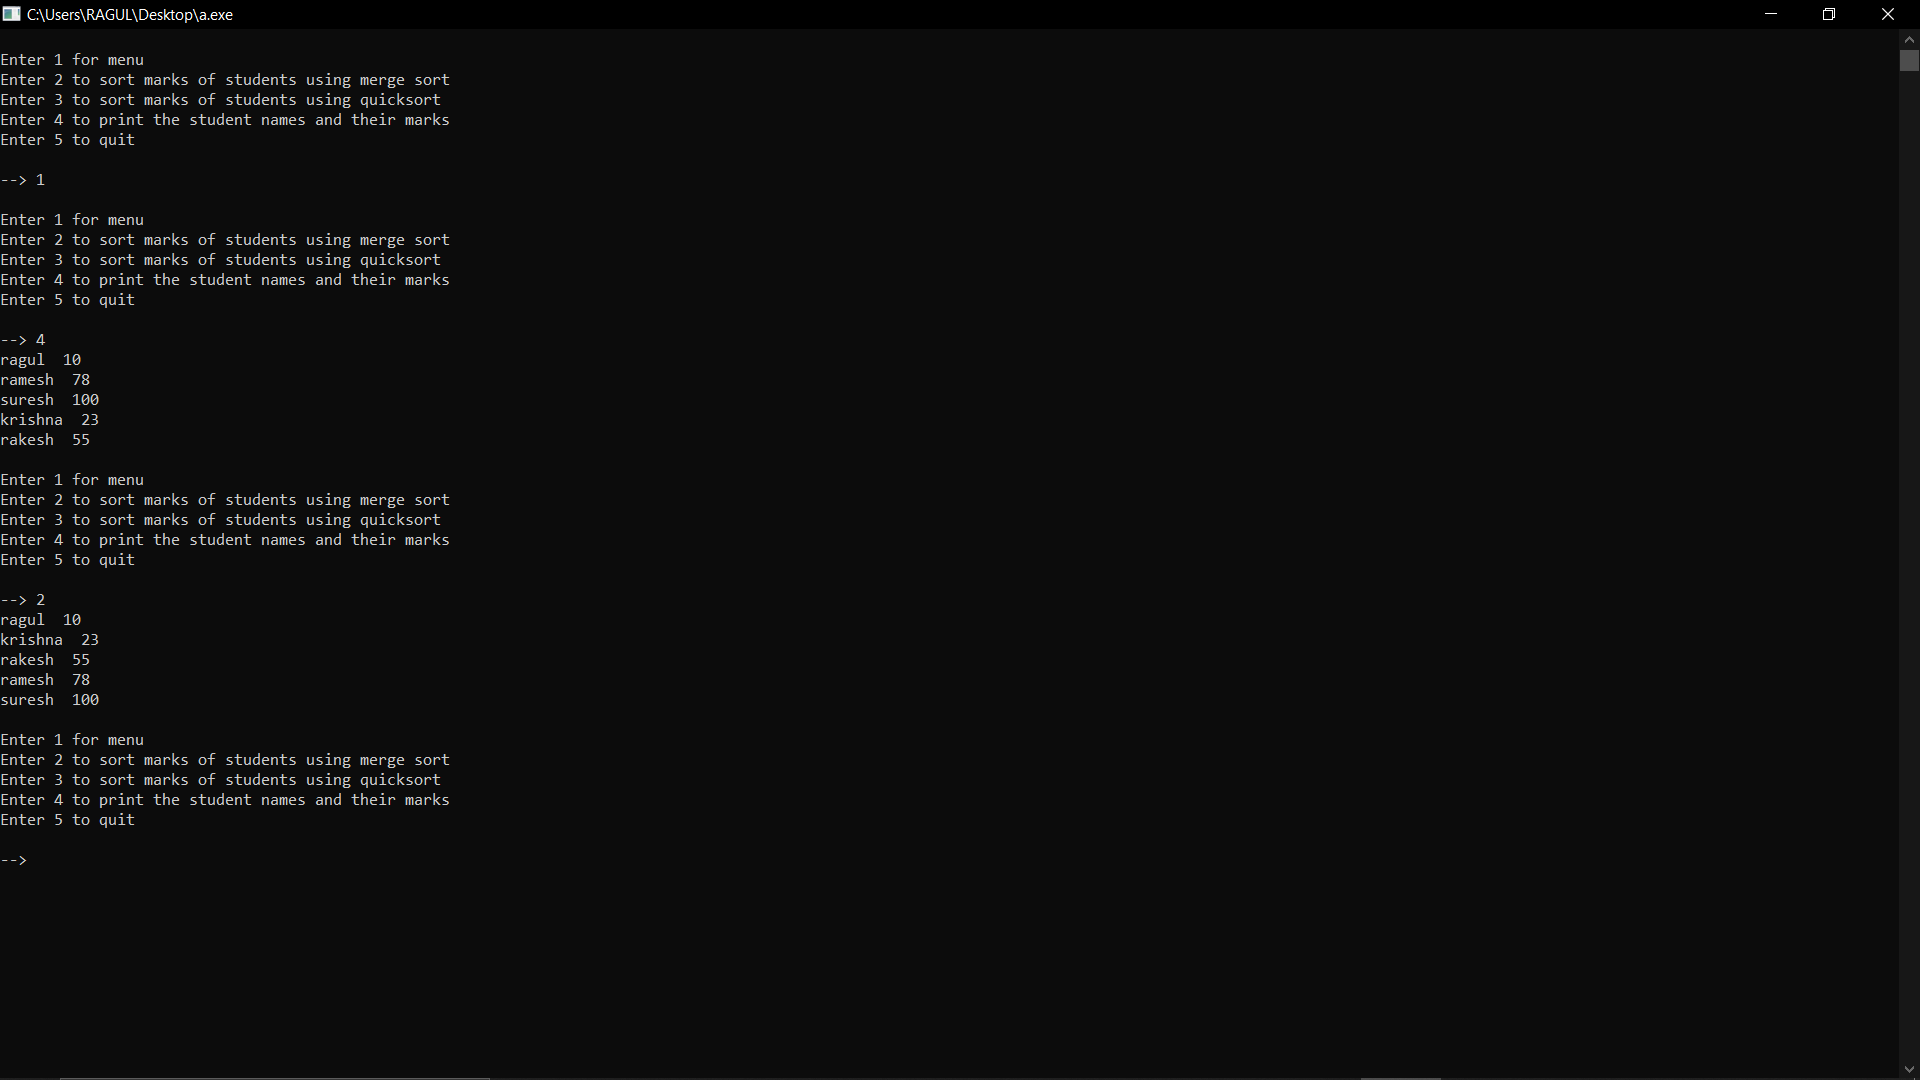 C:\Users\RAGUL\Desktop\a.exe
Enter 1 for menu
Enter 2 to sort marks of students using merge sort
Enter 3 to sort marks of students using quicksort
Enter 4 to print the student names and their marks
Enter 5 to quit
--> 1
Enter 1 for menu
Enter 2 to sort marks of students using merge sort
Enter 3 to sort marks of students using quicksort
Enter 4 to print the student names and their marks
Enter 5 to quit
--> 4
ragul  10
ramesh  78
suresh  100
krishna  23
rakesh  55
Enter 1 for menu
Enter 2 to sort marks of students using merge sort
Enter 3 to sort marks of students using quicksort
Enter 4 to print the student names and their marks
Enter 5 to quit
--> 2
ragul  10
krishna  23
rakesh  55
ramesh  78
suresh  100
Enter 1 for menu
Enter 2 to sort marks of students using merge sort
Enter 3 to sort marks of students using quicksort
Enter 4 to print the student names and their marks
Enter 5 to quit
-->